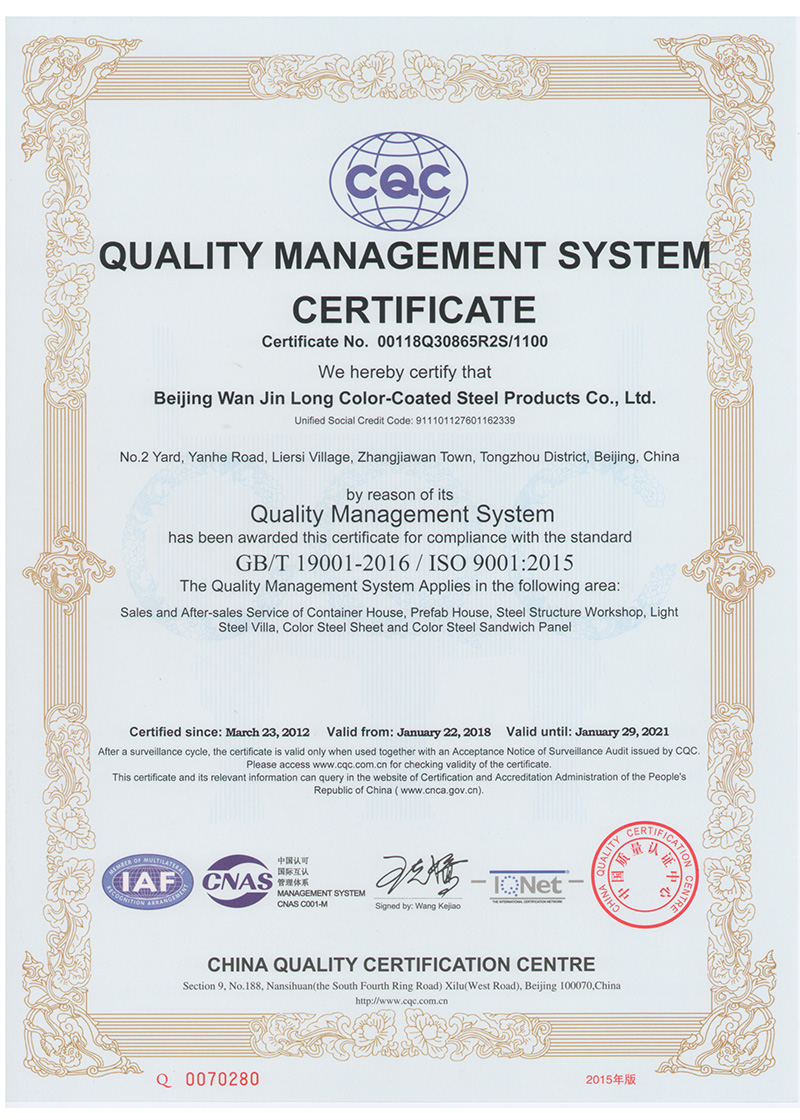 CQC
QUALITY MANAGEMENT SYSTEM
CERTIFICATE
Certificate No. 00118Q30865R2S/1100
We hereby certify that
Beijing Wan Jin Long Color-Coated Steel Products Co., Ltd.
Unified Social Credit Code: 911101127601162339
No.2 Yard, Yanhe Road, Liersi Village, Zhangjiawan Town, Tongzhou District, Beijing, China
by reason of its
Quality Management System
has been awarded this certificate for compliance with the standard
GB/T 19001-2016 / ISO 9001:2015
The Quality Management System Applies in the following area:
Sales and After-sales Service of Container House, Prefab House, Steel Structure Workshop, Light
Steel Villa, Color Steel Sheet and Color Steel Sandwich Panel
Certified since: March 23, 2012 Valid from: January 22, 2018 Valid until: January 29, 2021
After a surveillance cycle, the certificate is valid only when used together with an Acceptance Notice of Surveillance Audit issued by CQC.
Please access www.cqc.com.cn for checking validity of the certificate.
This certificate and its relevant information can query in the website of Certification and Accreditation Administration of the People's
Republic of China ( www.cnca.gov.cn).
MEMBER OF MULTILATERAL
IAF
RECOGNITION ARRANGEMENT
CNAS
中国认可
国际互认
管理体系
MANAGEMENT SYSTEM
CNAS C001-M
Signed by: Wang Kejiao
IQNet
THE INTERNATIONAL CERTIFICATION NETWORK
CHINA QUALITY CERTIFICATION CENTRE
中国质量认证中心
CHINA QUALITY CERTIFICATION CENTRE
Section 9, No.188, Nansihuan(the South Fourth Ring Road) Xilu(West Road), Beijing 100070,China
http://www.cqc.com.cn
Q 0070280
2015年版